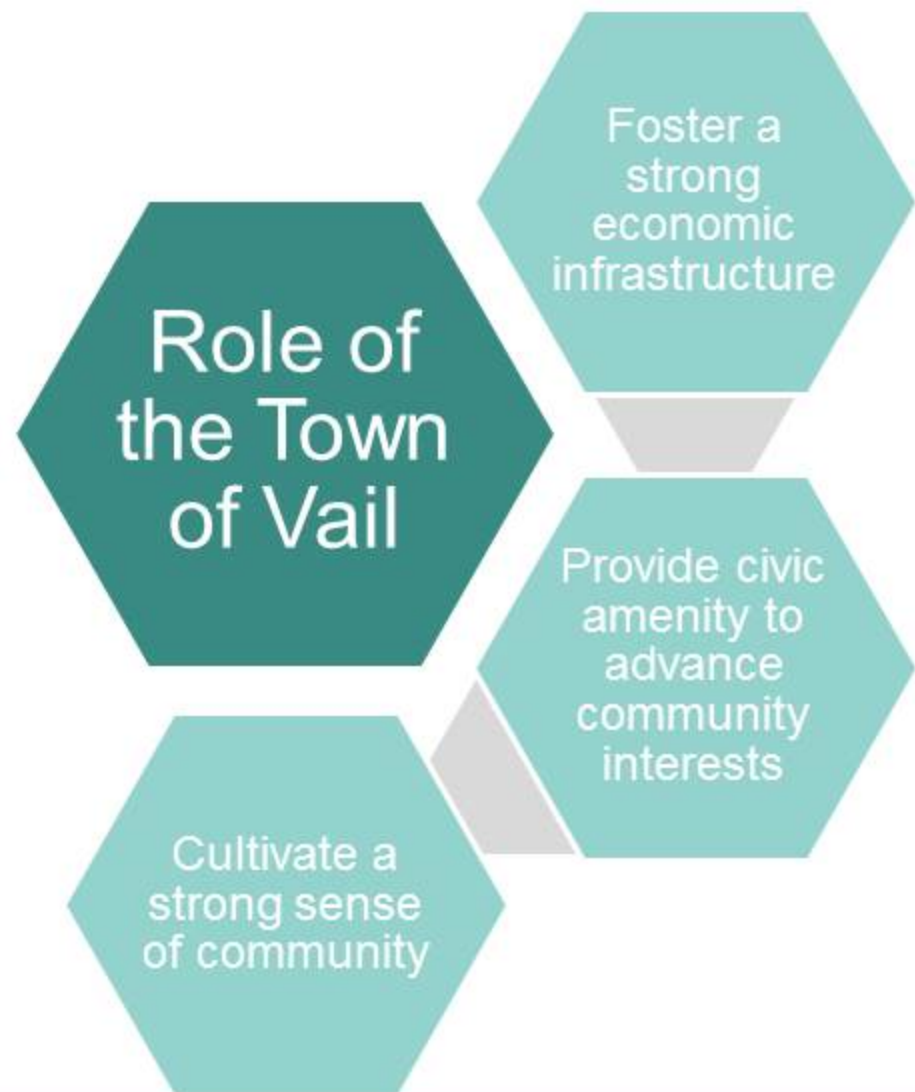 Role of
the Town
of Vail
Foster a
strong
economic
infrastructure
Provide civic
amenity to
advance
community
interests
Cultivate a
strong sense
of community